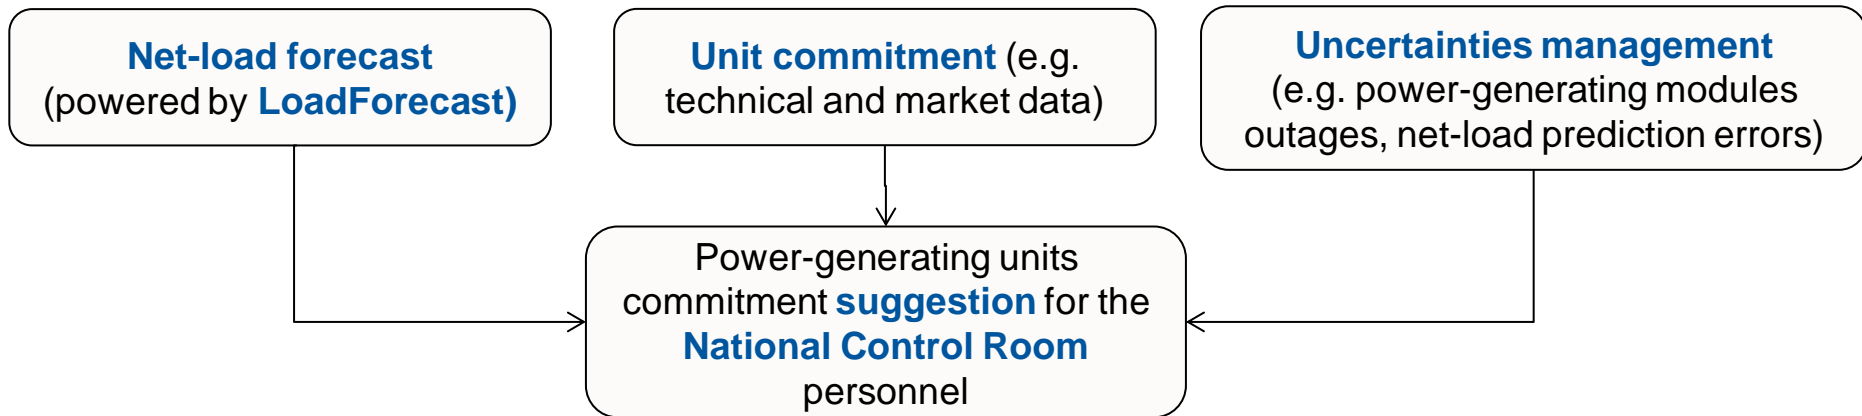 Net-load forecast
(powered by LoadForecast)
Unit commitment (e.g.
technical and market data)
Uncertainties management
(e.g. power-generating modules
outages, net-load prediction errors)
Power-generating units
commitment suggestion for the
National Control Room
personnel